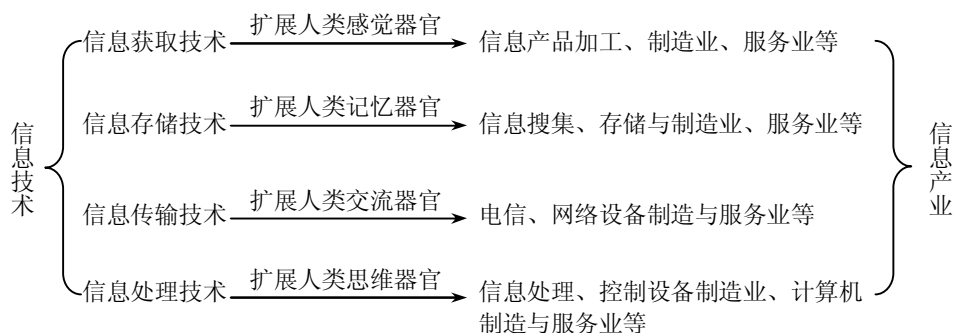 信息技术
信息获取技术
扩展人类感觉器官
信息产品加工、制造业、服务业等
信息存储技术
扩展人类记忆器官
信息搜集、存储与制造业、服务业等
信息传输技术
扩展人类交流器官
电信、网络设备制造与服务业等
信息处理技术
扩展人类思维器官
信息处理、控制设备制造业、计算机
制造与服务业等
信息产业